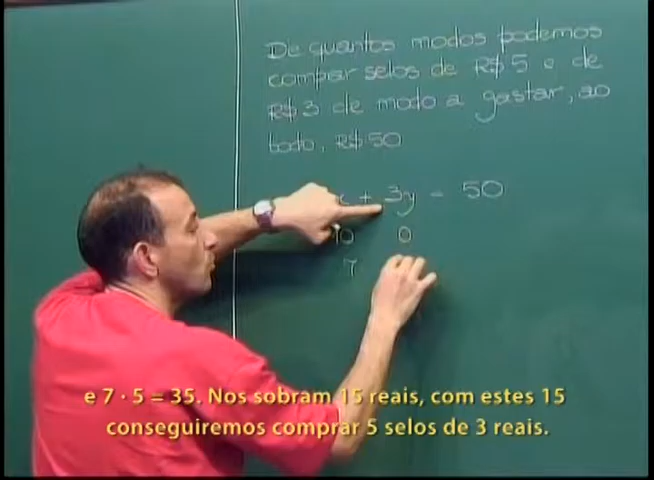 De quantos modos podemos
comprar selos de R$5 e de
R$3 de modo a gastar, ao
todo, R$50
x + 3y = 50
10 0
7
e 7 · 5 = 35. Nos sobram 15 reais, com estes 15
conseguiremos comprar 5 selos de 3 reais.